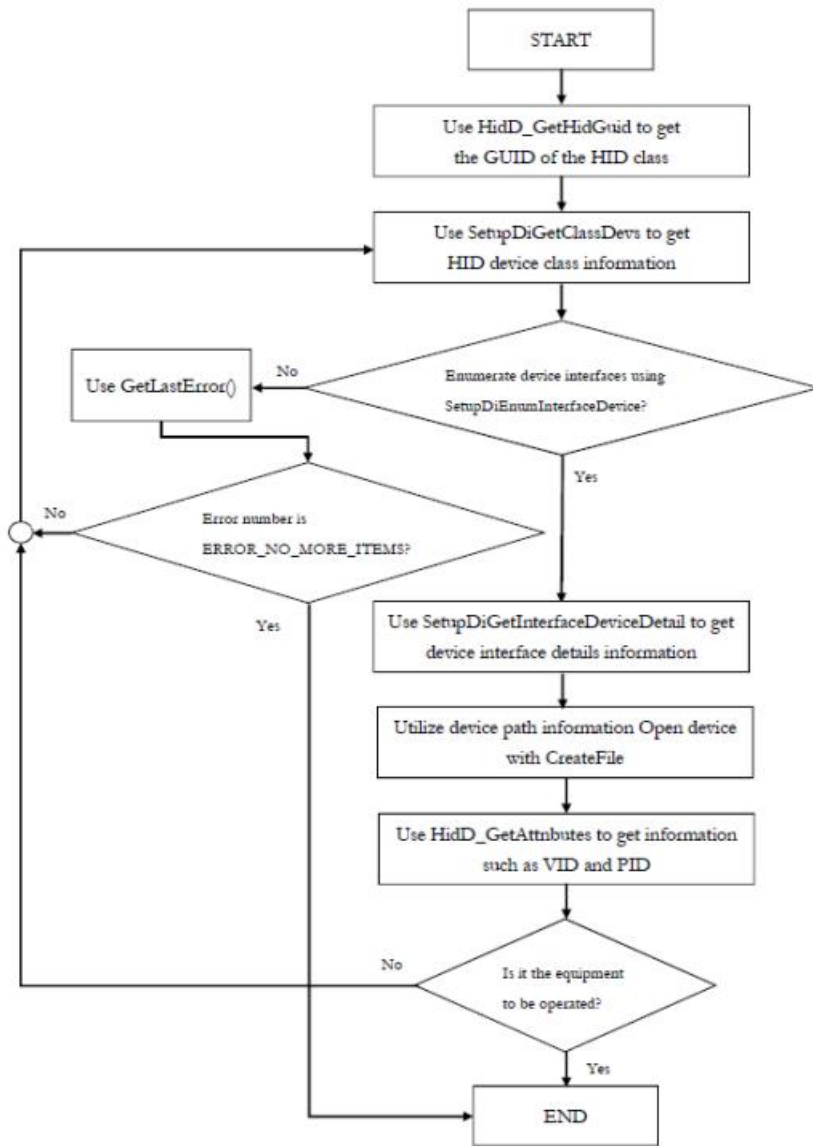 START
Use HidD_GetHidGuid to get
the GUID of the HID class
Use SetupDiGetClassDevs to get
HID device class information
No
Use GetLastError()
Enumerate device interfaces using
SetupDiEnumInterfaceDevice?
Yes
No
Error number is
ERROR_NO_MORE_ITEMS?
Yes
Use SetupDiGetInterfaceDeviceDetail to get
device interface details information
Utilize device path information Open device
with CreateFile
Use HidD_GetAttnbutes to get information
such as VID and PID
No
Is it the equipment
to be operated?
Yes
END